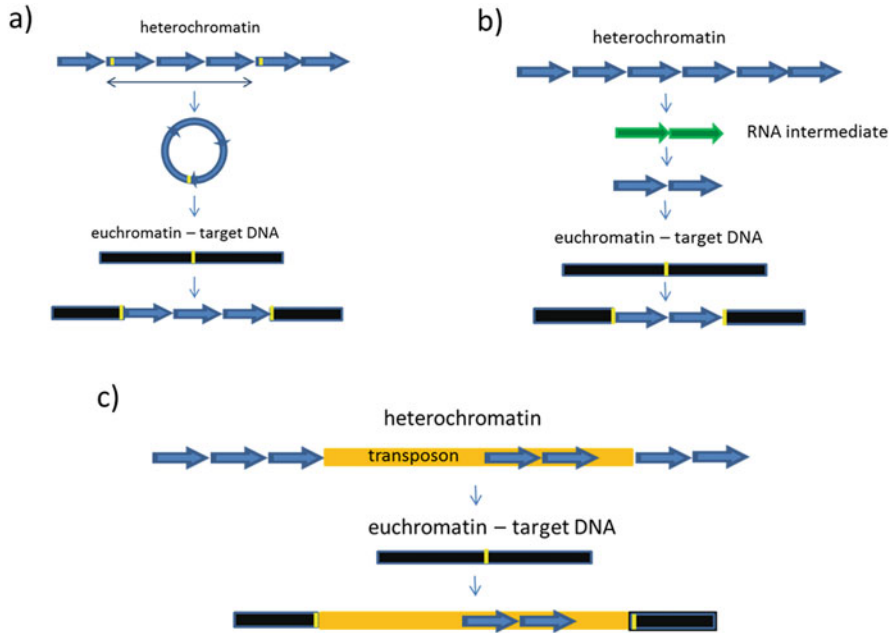 a)
heterochromatin
euchromatin – target DNA
b)
heterochromatin
RNA intermediate
euchromatin – target DNA
c)
heterochromatin
transposon
euchromatin – target DNA